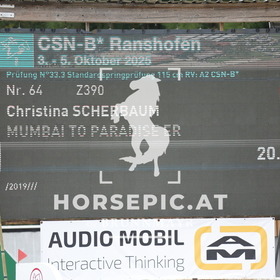 CSN-B* Ranshofen
3. - 5. Oktober 2025
Prüfung N°33.3 Standardspringprüfung 115 cm RV: A2 CSN-B*
Nr. 64 Z390
Christina SCHERBAUM
MUMBAI TO PARADISE ER
20.
/2019///
HORSEPIC.AT
AUDIO MOBIL
Interactive Thinking